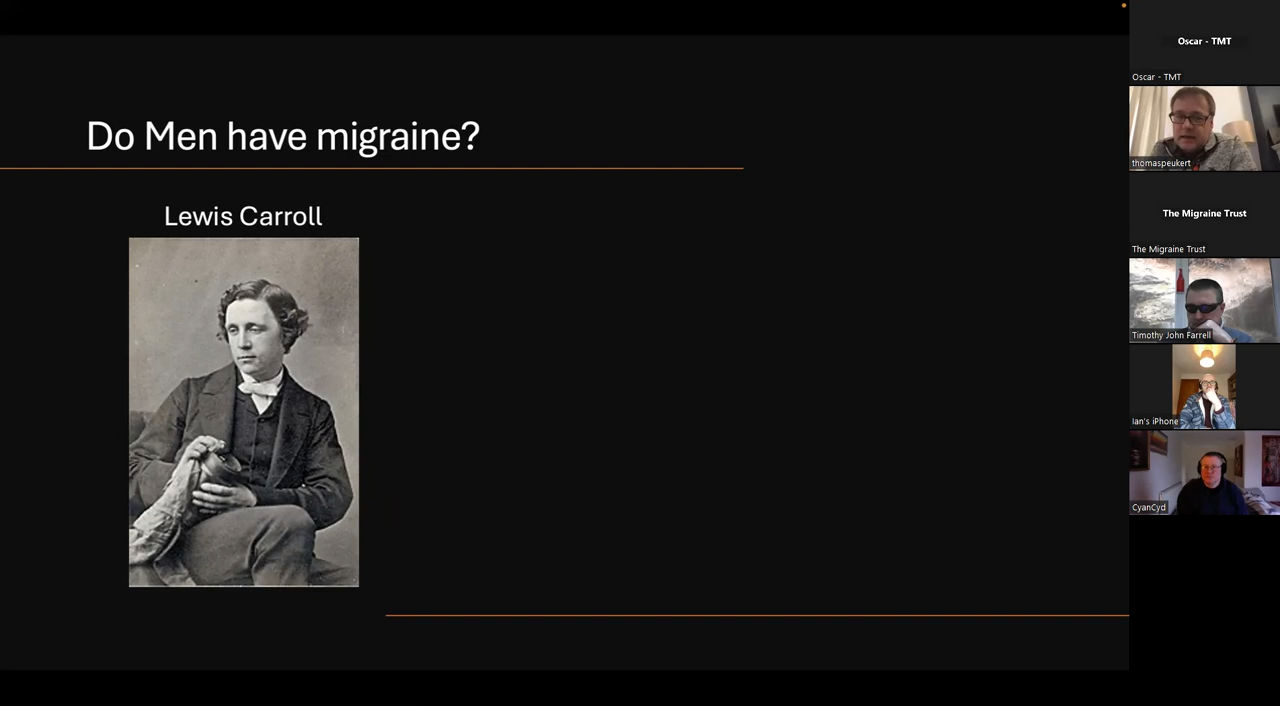 Do Men have migraine?
Lewis Carroll
Oscar - TMT
Oscar - TMT
thomaspeukert
The Migraine Trust
The Migraine Trust
Timothy John Farrell
Ian's iPhone
CyanCyd